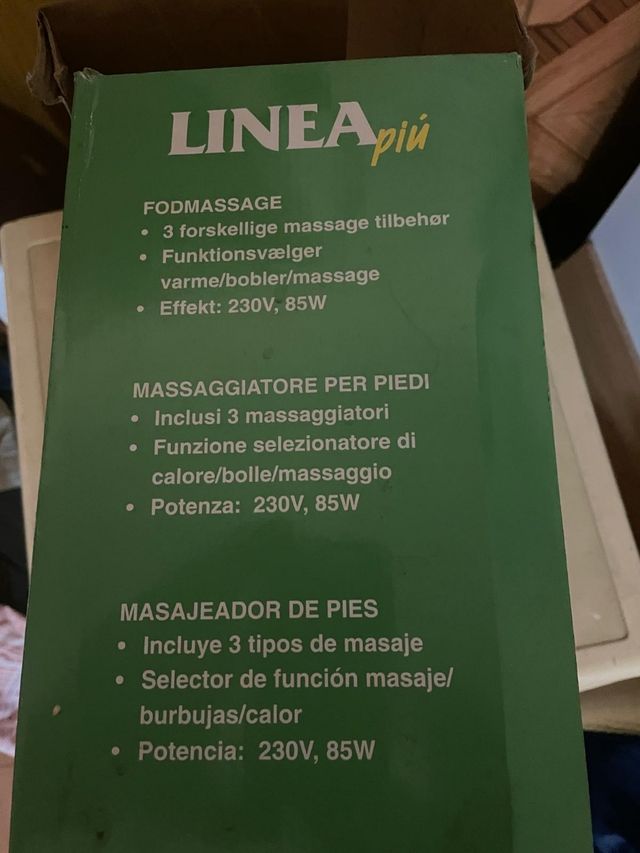 LINEA piú
FODMASSAGE
• 3 forskellige massage tilbehør
• Funktionsvælger
varme/bobler/massage
• Effekt: 230V, 85W
MASSAGGIATORE PER PIEDI
• Inclusi 3 massaggiatori
• Funzione selezionatore di
calore/bolle/massaggio
• Potenza: 230V, 85W
MASAJEADOR DE PIES
• Incluye 3 tipos de masaje
• Selector de función masaje/
burbujas/calor
• Potencia: 230V, 85W